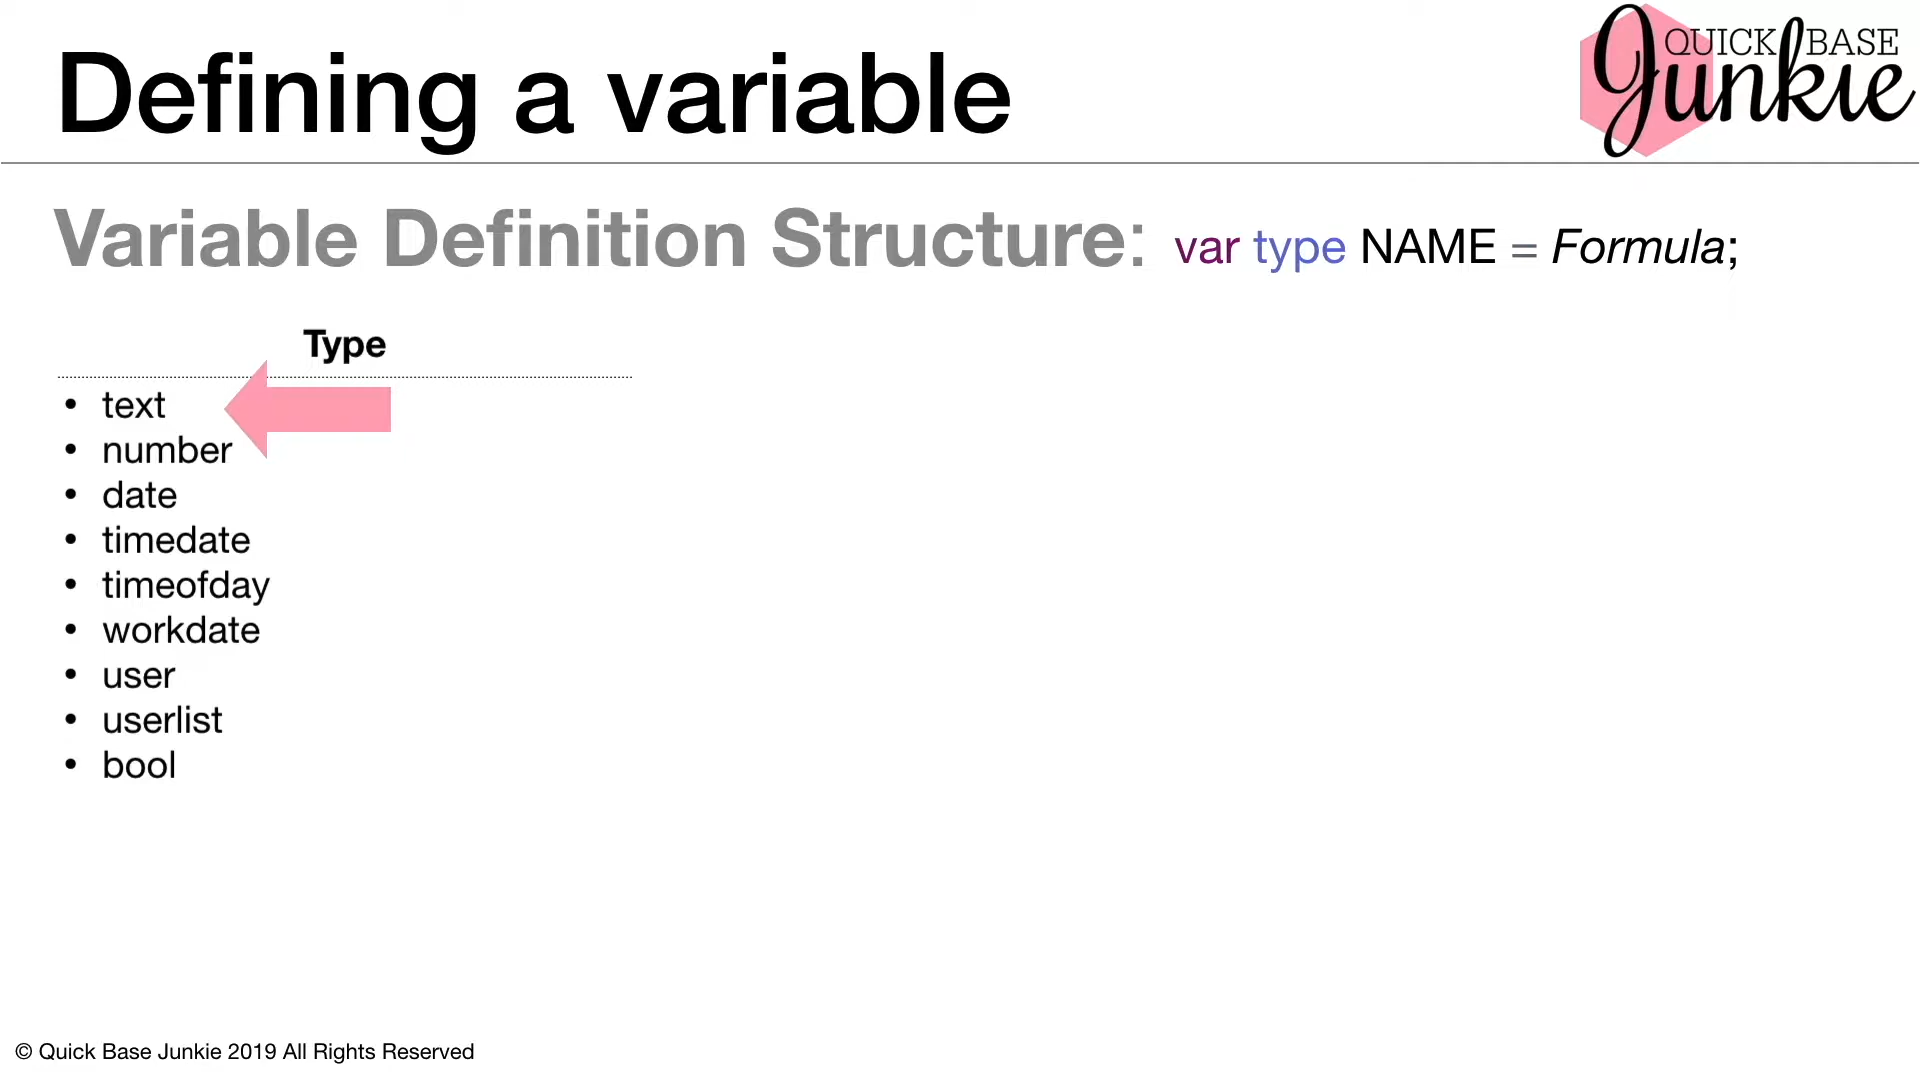 Defining a variable
QUICK BASE
Junkie
Variable Definition Structure: var type NAME = Formula;
Type
• text
• number
• date
• timedate
• timeofday
• workdate
• user
• userlist
• bool
© Quick Base Junkie 2019 All Rights Reserved